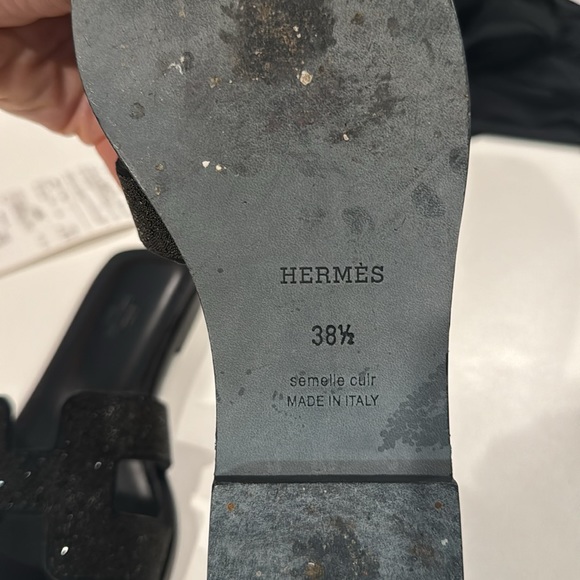 HERMÈS
38½
semelle cuir
MADE IN ITALY